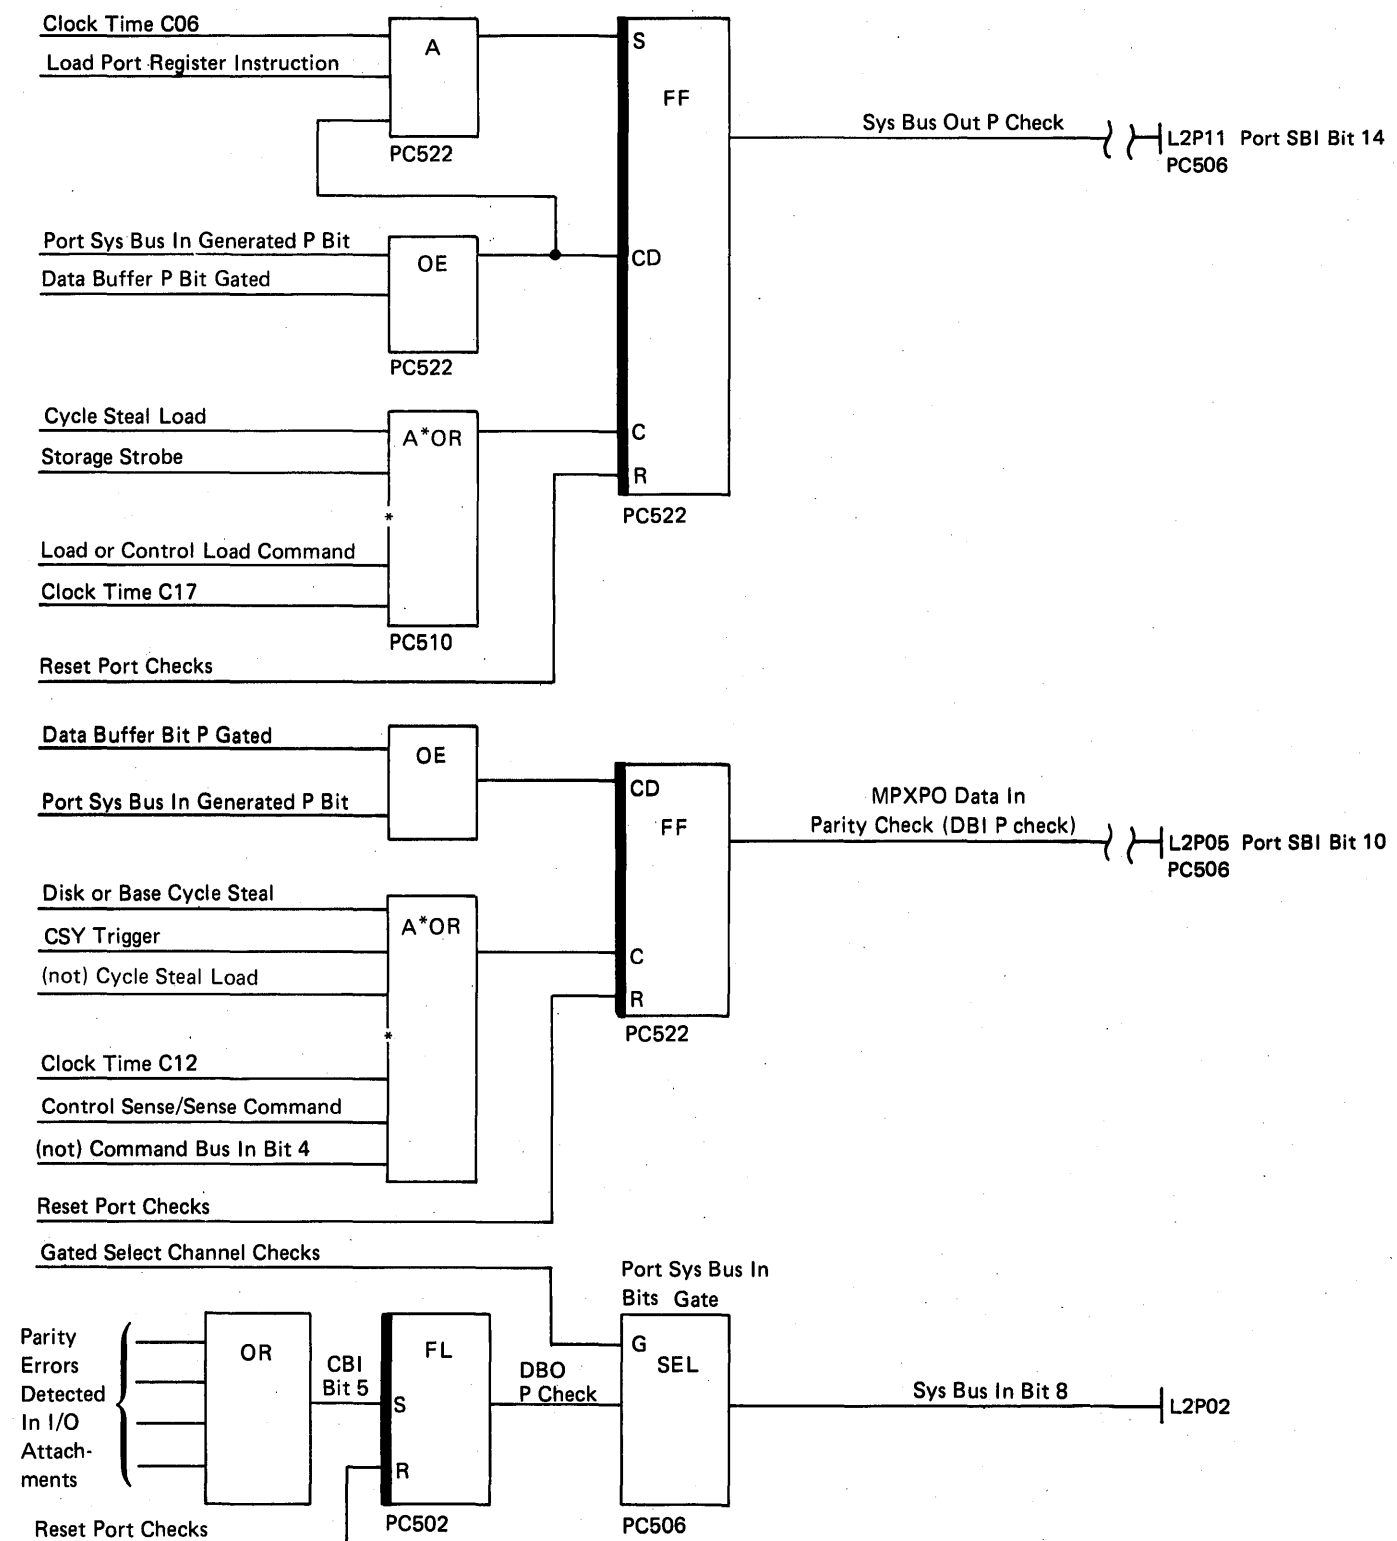 Clock Time C06
Load Port Register Instruction
A
PC522
S
FF
Sys Bus Out P Check
L2P11 Port SBI Bit 14
PC506
Port Sys Bus In Generated P Bit
Data Buffer P Bit Gated
OE
PC522
CD
Cycle Steal Load
Storage Strobe
*
Load or Control Load Command
Clock Time C17
A*OR
PC510
C
R
PC522
Reset Port Checks
Data Buffer Bit P Gated
Port Sys Bus In Generated P Bit
OE
CD
FF
MPXPO Data In
Parity Check (DBI P check)
L2P05 Port SBI Bit 10
PC506
Disk or Base Cycle Steal
CSY Trigger
(not) Cycle Steal Load
*
A*OR
C
R
PC522
Clock Time C12
Control Sense/Sense Command
(not) Command Bus In Bit 4
Reset Port Checks
Gated Select Channel Checks
Port Sys Bus In
Bits Gate
Parity
Errors
Detected
In I/O
Attach-
ments
OR
CBI
Bit 5
FL
S
R
PC502
DBO
P Check
G
SEL
PC506
Sys Bus In Bit 8
L2P02
Reset Port Checks